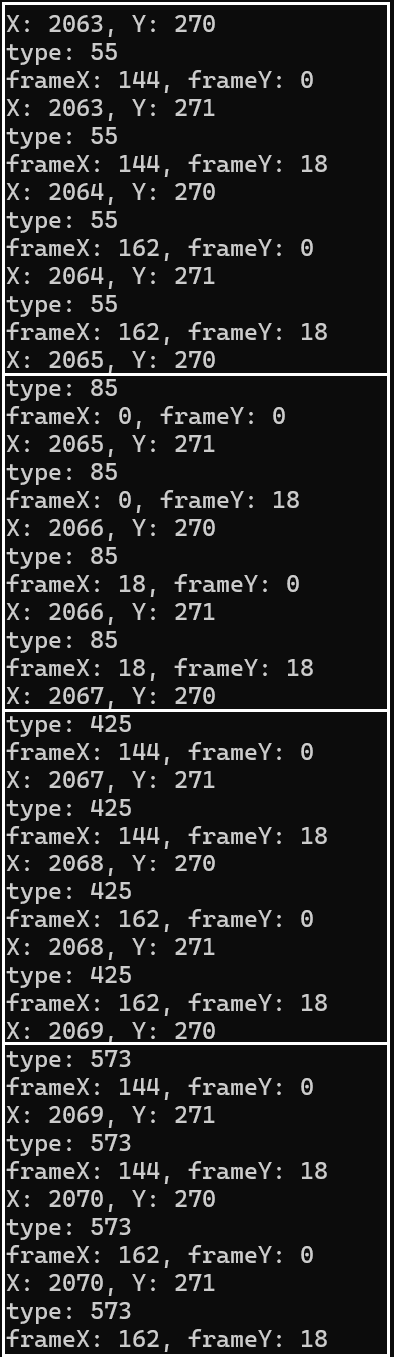 X: 2063, Y: 270
type: 55
frameX: 144, frameY: 0
X: 2063, Y: 271
type: 55
frameX: 144, frameY: 18
X: 2064, Y: 270
type: 55
frameX: 162, frameY: 0
X: 2064, Y: 271
type: 55
frameX: 162, frameY: 18
X: 2065, Y: 270
type: 85
frameX: 0, frameY: 0
X: 2065, Y: 271
type: 85
frameX: 0, frameY: 18
X: 2066, Y: 270
type: 85
frameX: 18, frameY: 0
X: 2066, Y: 271
type: 85
frameX: 18, frameY: 18
X: 2067, Y: 270
type: 425
frameX: 144, frameY: 0
X: 2067, Y: 271
type: 425
frameX: 144, frameY: 18
X: 2068, Y: 270
type: 425
frameX: 162, frameY: 0
X: 2068, Y: 271
type: 425
frameX: 162, frameY: 18
X: 2069, Y: 270
type: 573
frameX: 144, frameY: 0
X: 2069, Y: 271
type: 573
frameX: 144, frameY: 18
X: 2070, Y: 270
type: 573
frameX: 162, frameY: 0
X: 2070, Y: 271
type: 573
frameX: 162, frameY: 18